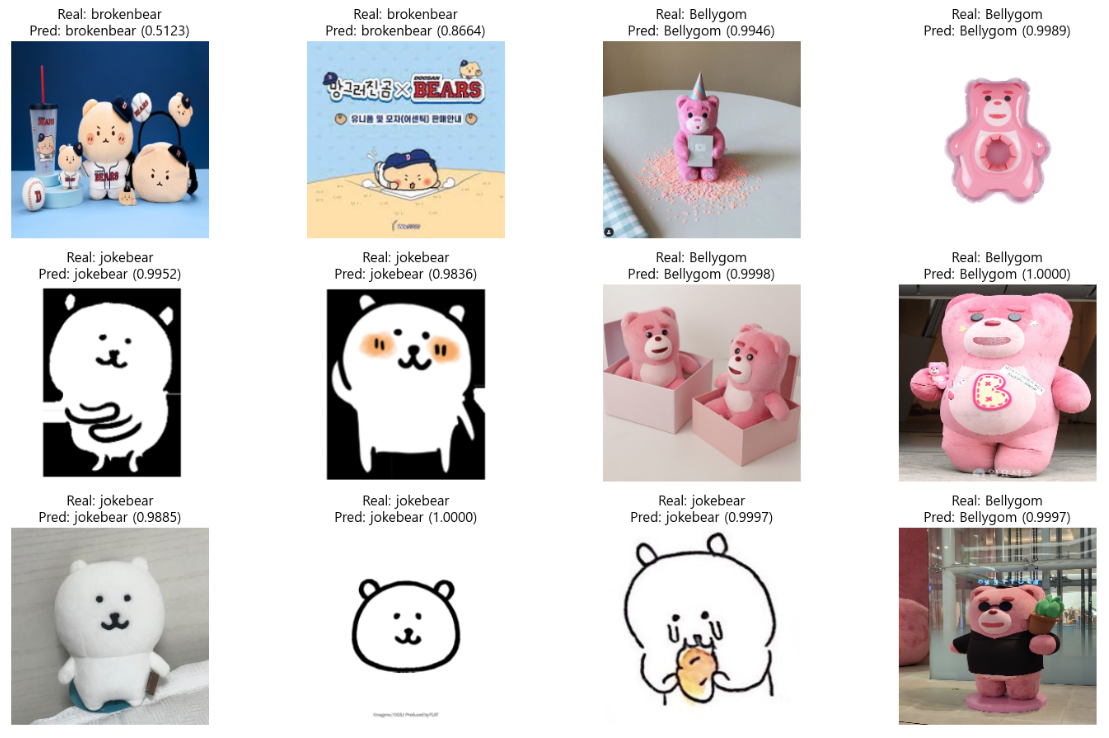 Real: brokenbear
Pred: brokenbear (0.5123)
Real: brokenbear
Pred: brokenbear (0.8664)
Real: Bellygom
Pred: Bellygom (0.9946)
Real: Bellygom
Pred: Bellygom (0.9989)
BEARS
BEARS
D
망그러진곰 X DOOSAN BEARS
유니폼 및 모자(어센틱) 판매안내
Real: jokebear
Pred: jokebear (0.9952)
Real: jokebear
Pred: jokebear (0.9836)
Real: Bellygom
Pred: Bellygom (0.9998)
Real: Bellygom
Pred: Bellygom (1.0000)
B
Real: jokebear
Pred: jokebear (0.9885)
Real: jokebear
Pred: jokebear (1.0000)
Real: jokebear
Pred: jokebear (0.9997)
Real: Bellygom
Pred: Bellygom (0.9997)